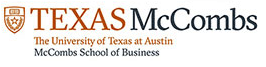 TEXAS McCombs
The University of Texas at Austin
McCombs School of Business